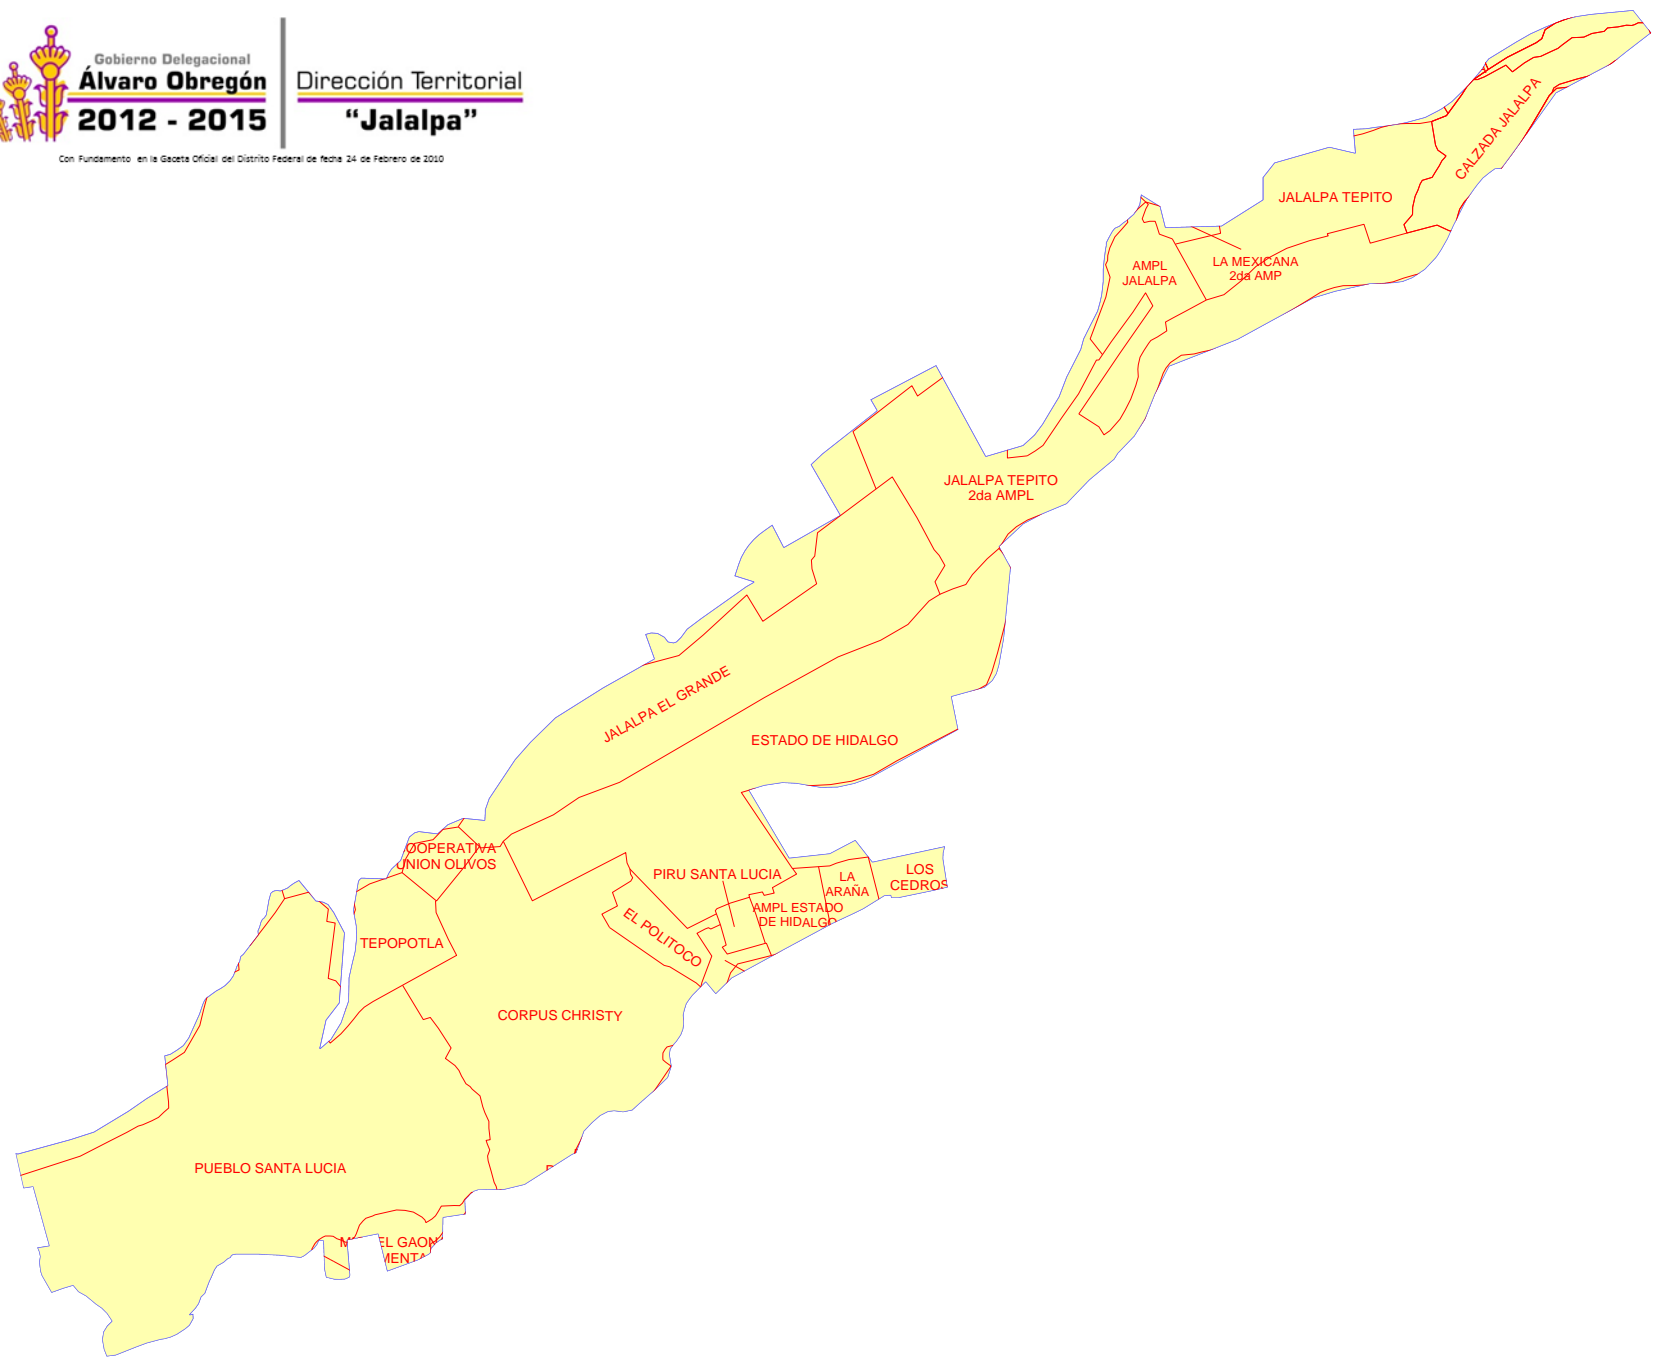 Gobierno Delegacional
Álvaro Obregón
2012 - 2015
Dirección Territorial
“Jalalpa”
Con Fundamento en la Gaceta Oficial del Distrito Federal de fecha 24 de Febrero de 2010
CALZADA JALALPA
JALALPA TEPITO
LA MEXICANA
2da AMP
AMPL
JALALPA
JALALPA TEPITO
2da AMPL
JALALPA EL GRANDE
ESTADO DE HIDALGO
OOPERATIVA
UNION OLIVOS
PIRU SANTA LUCIA
LA
ARAÑA
LOS
CEDROS
AMPL ESTADO
DE HIDALGO
EL POLITOCO
TEPOPOTLA
CORPUS CHRISTY
PUEBLO SANTA LUCIA
EL GAON
MENTA